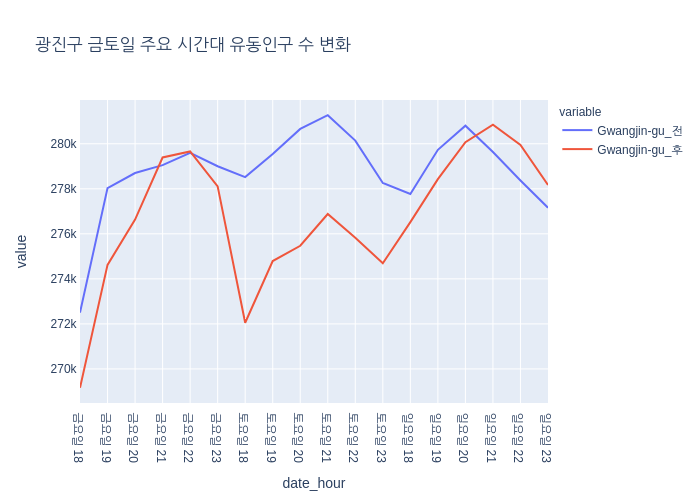 광진구 금토일 주요 시간대 유동인구 수 변화
variable
Gwangjin-gu_전
Gwangjin-gu_후
280k
278k
276k
274k
272k
270k
value
금요일 18
금요일 19
금요일 20
금요일 21
금요일 22
금요일 23
토요일 18
토요일 19
토요일 20
토요일 21
토요일 22
토요일 23
일요일 18
일요일 19
일요일 20
일요일 21
일요일 22
일요일 23
date_hour